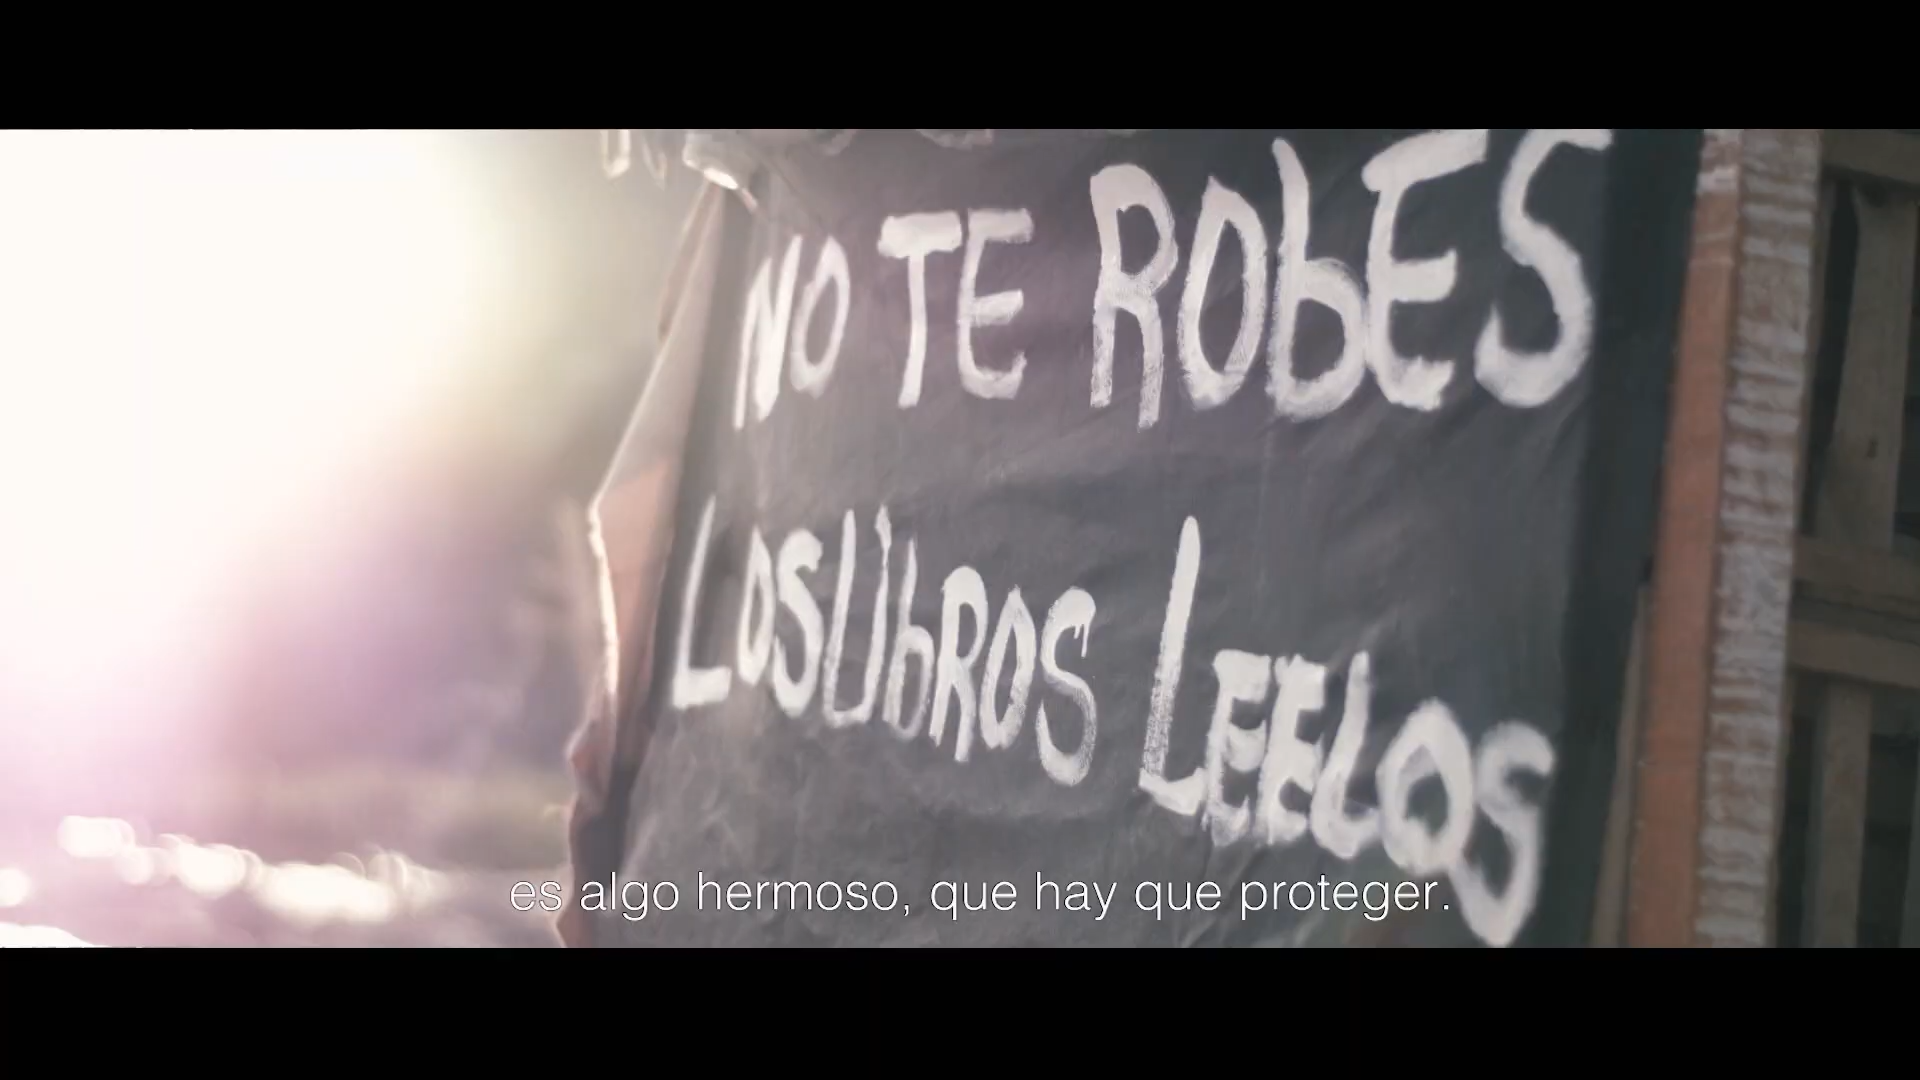 NO TE RObES
LOS LIbROS LEELOS
es algo hermoso, que hay que proteger.